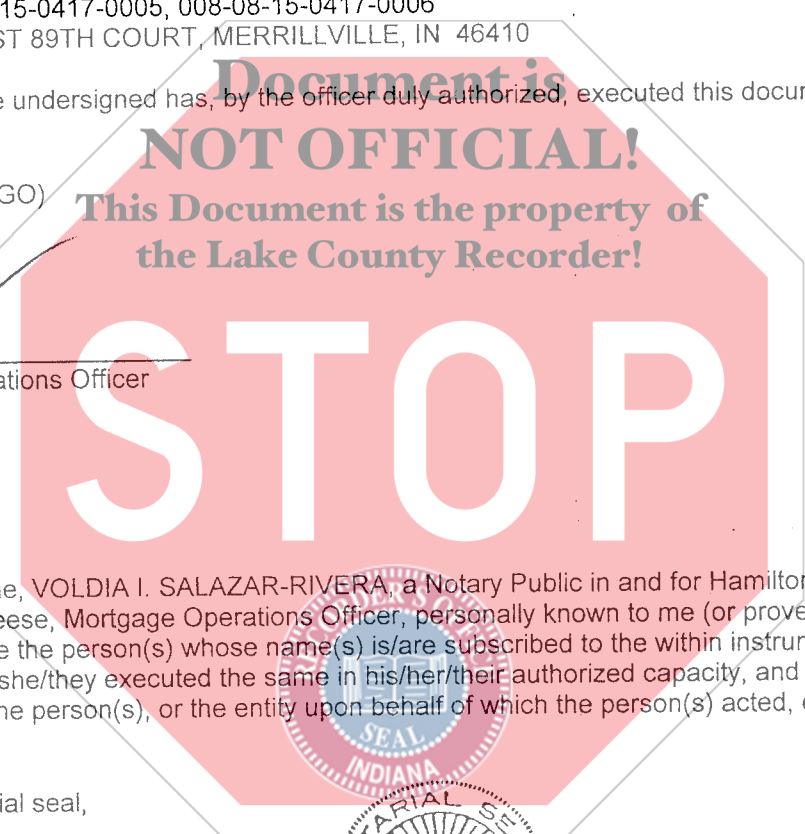 15-0417-0005, 008-08-15-0417-0006
ST 89TH COURT, MERRILLVILLE, IN 46410
Document is
e undersigned has, by the officer duly authorized, executed this docu
NOT OFFICIAL!
GO)
This Document is the property of
the Lake County Recorder!
STOP
ations Officer
e, VOLDIA I. SALAZAR-RIVERA, a Notary Public in and for Hamilton
eese, Mortgage Operations Officer, personally known to me (or prove
e the person(s) whose name(s) is/are subscribed to the within instru
she/they executed the same in his/her/their authorized capacity, and
he person(s), or the entity upon behalf of which the person(s) acted,
RECORDER'S
SEAL
INDIANA
ial seal,
ARIAL SE